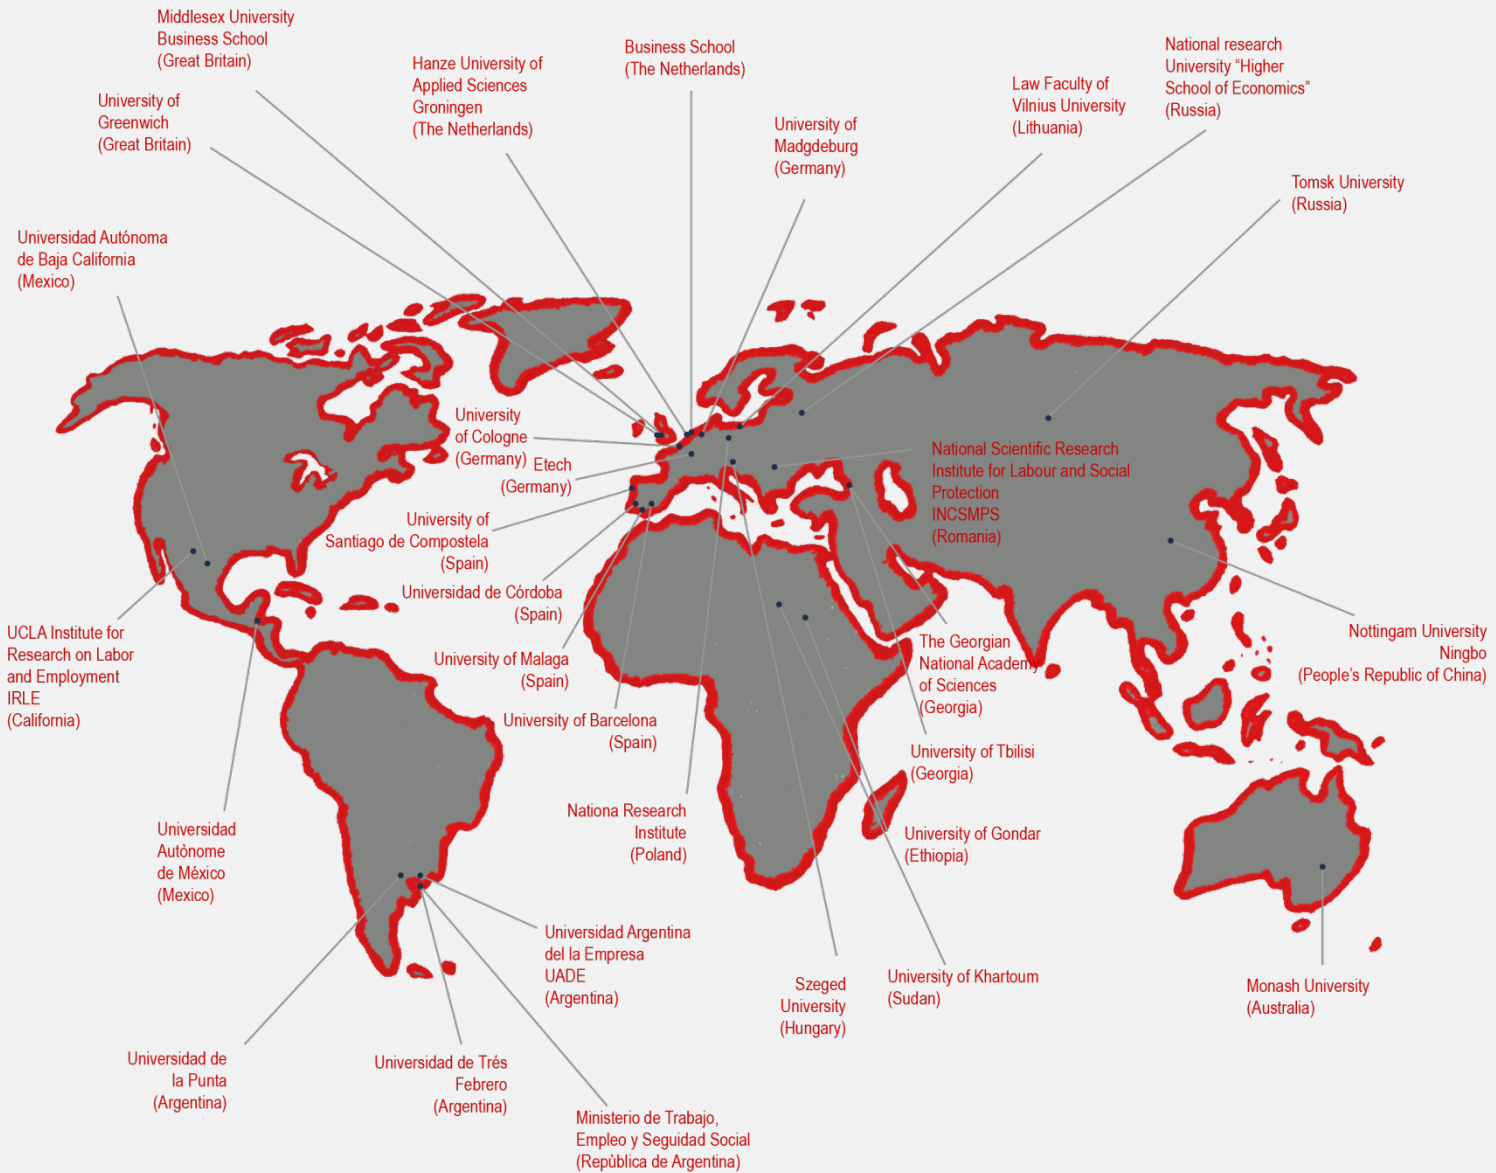 Middlesex University
Business School
(Great Britain)
University of
Greenwich
(Great Britain)
Hanze University of
Applied Sciences
Groningen
(The Netherlands)
Business School
(The Netherlands)
University of
Madgdeburg
(Germany)
Law Faculty of
Vilnius University
(Lithuania)
National research
University “Higher
School of Economics”
(Russia)
Tomsk University
(Russia)
Universidad Autónoma
de Baja California
(Mexico)
University
of Cologne
(Germany)
Etech
(Germany)
University of
Santiago de Compostela
(Spain)
Universidad de Córdoba
(Spain)
University of Malaga
(Spain)
University of Barcelona
(Spain)
Nationa Research
Institute
(Poland)
National Scientific Research
Institute for Labour and Social
Protection
INCSMPS
(Romania)
The Georgian
National Academy
of Sciences
(Georgia)
University of Tbilisi
(Georgia)
University of Gondar
(Ethiopia)
University of Khartoum
(Sudan)
Szeged
University
(Hungary)
Nottingam University
Ningbo
(People’s Republic of China)
Monash University
(Australia)
UCLA Institute for
Research on Labor
and Employment
IRLE
(California)
Universidad
Autònome
de México
(Mexico)
Universidad Argentina
del la Empresa
UADE
(Argentina)
Universidad de
la Punta
(Argentina)
Universidad de Trés
Febrero
(Argentina)
Ministerio de Trabajo,
Empleo y Seguidad Social
(Repùblica de Argentina)